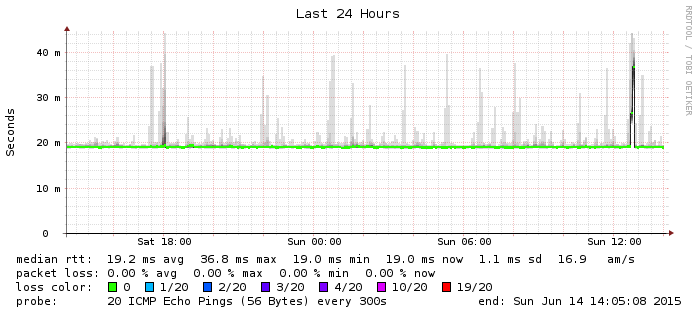 Last 24 Hours
RRDTOOL / TOBI OETIKER
Seconds
40 m
30 m
20 m
10 m
0
Sat 18:00 Sun 00:00 Sun 06:00 Sun 12:00
median rtt: 19.2 ms avg 36.8 ms max 19.0 ms min 19.0 ms now 1.1 ms sd 16.9 am/s
packet loss: 0.00 % avg 0.00 % max 0.00 % min 0.00 % now
loss color: 0 1/20 2/20 3/20 4/20 10/20 19/20
probe: 20 ICMP Echo Pings (56 Bytes) every 300s end: Sun Jun 14 14:05:08 2015